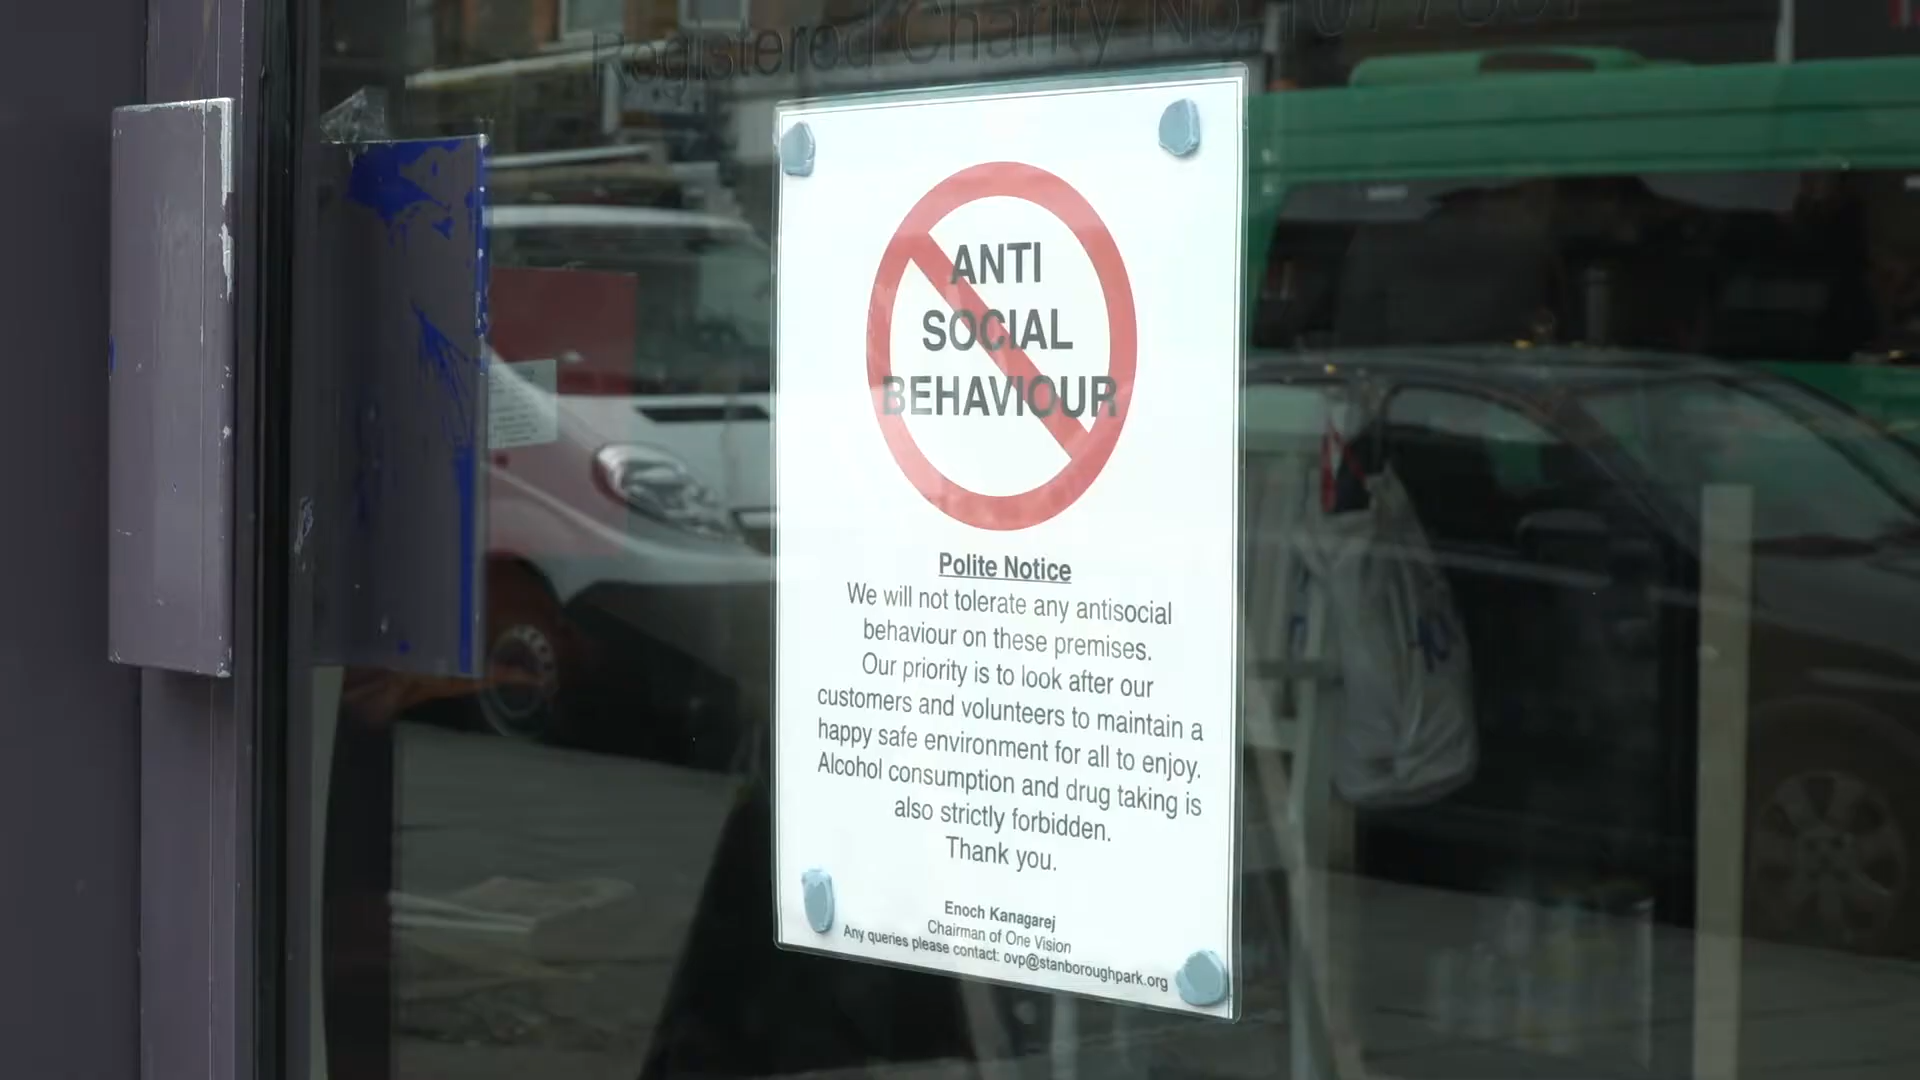 Registered Charity No.
ANTI
SOCIAL
BEHAVIOUR
Polite Notice
We will not tolerate any antisocial
behaviour on these premises.
Our priority is to look after our
customers and volunteers to maintain a
happy safe environment for all to enjoy.
Alcohol consumption and drug taking is
also strictly forbidden.
Thank you.
Enoch Kanagarej
Chairman of One Vision
Any queries please contact: ovp@stanboroughpark.org